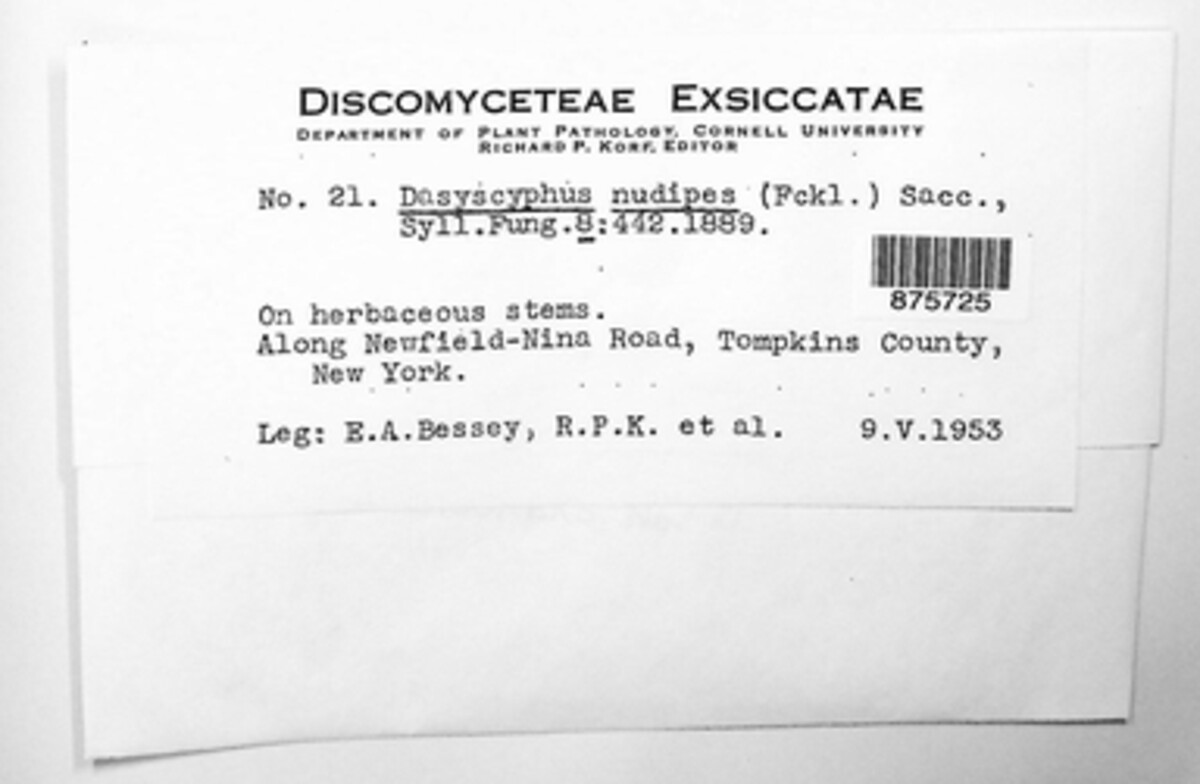 DISCOMYCETEAE EXSICCATAE
DEPARTMENT OF PLANT PATHOLOGY, CORNELL UNIVERSITY
RICHARD P. KORF, EDITOR
No. 21. Dasyscyphus nudipes (Fckl.) Sacc.,
Syll.Fung.8:442.1889.
875725
On herbaceous stems.
Along Newfield-Nina Road, Tompkins County,
New York.
Leg: E.A.Bessey, R.P.K. et al. 9.V.1953